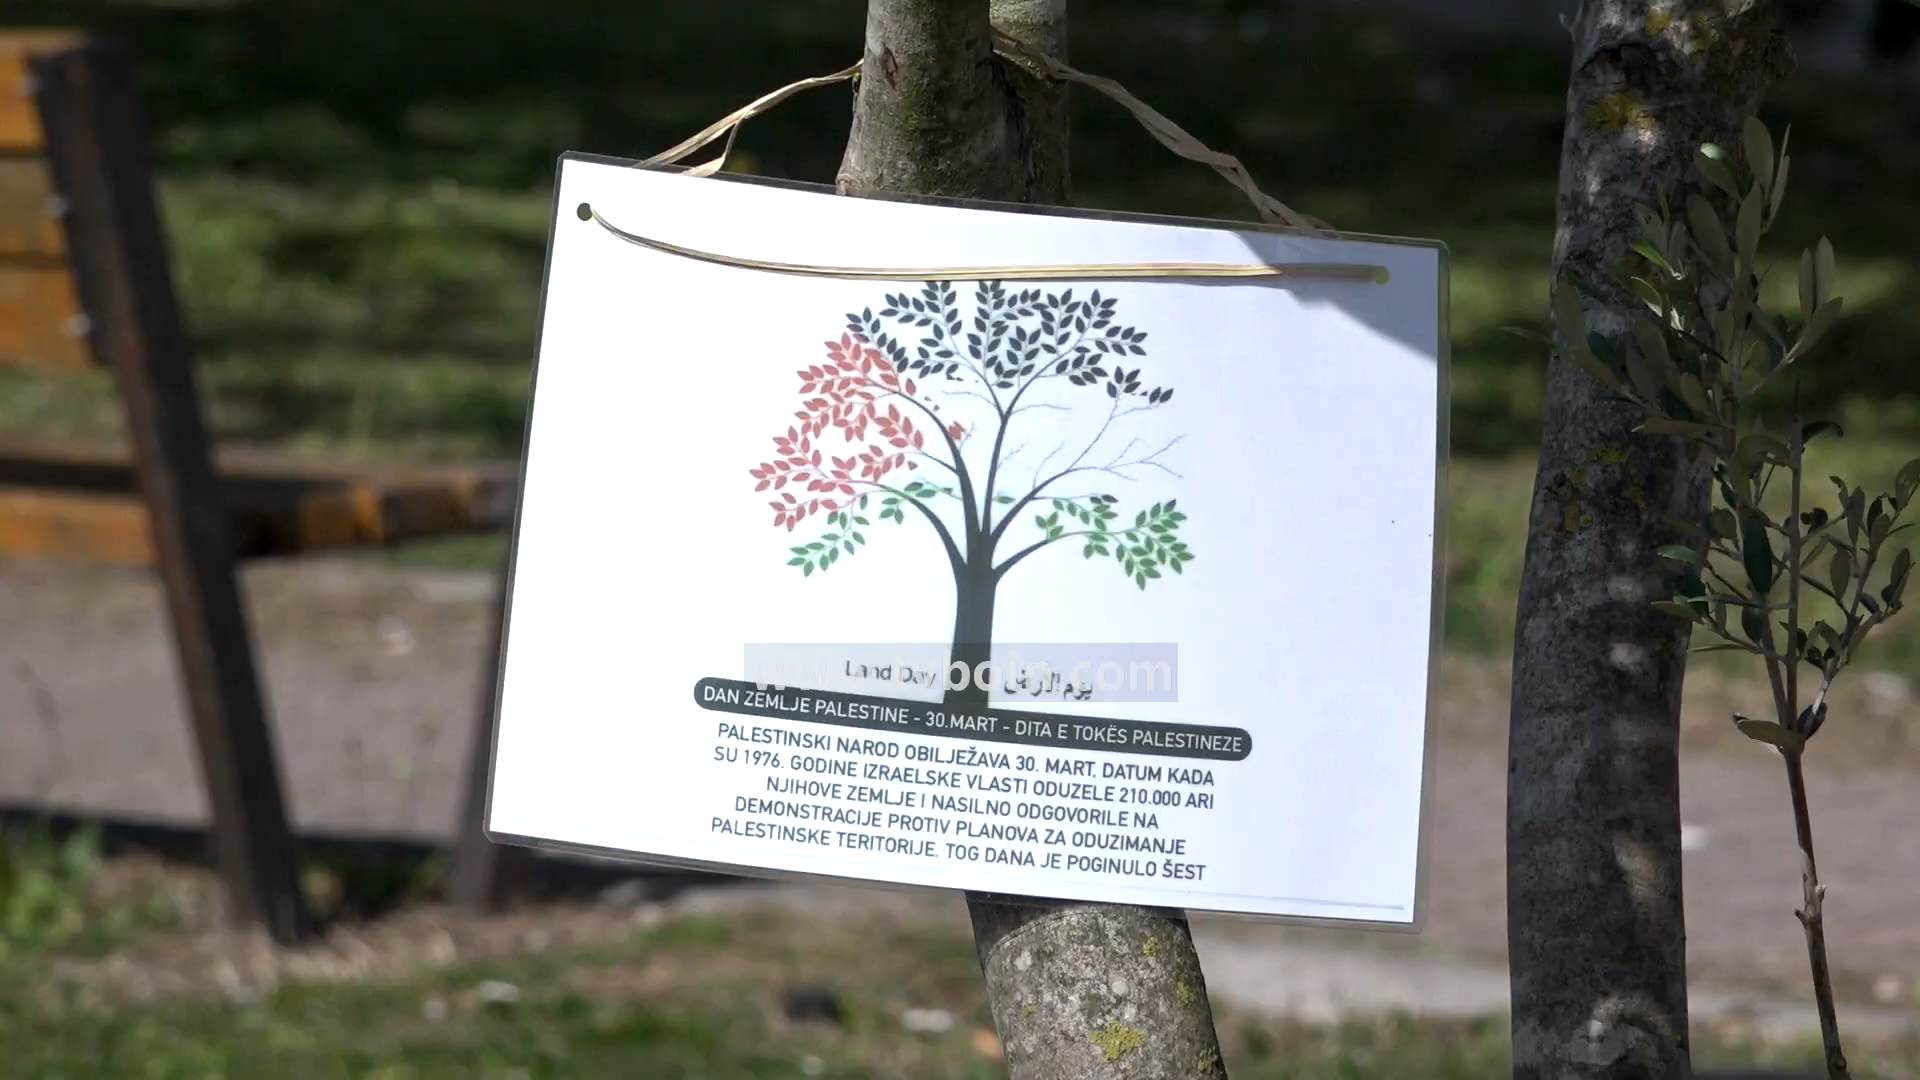 Land Day يوم الأرض
DAN ZEMLJE PALESTINE - 30.MART - DITA E TOKËS PALESTINEZE
PALESTINSKI NAROD OBILJEŽAVA 30. MART, DATUM KADA
SU 1976. GODINE IZRAELSKE VLASTI ODUZELE 210.000 ARI
NJIHOVE ZEMLJE I NASILNO ODGOVORILE NA
DEMONSTRACIJE PROTIV PLANOVA ZA ODUZIMANJE
PALESTINSKE TERITORIJE. TOG DANA JE POGINULO ŠEST